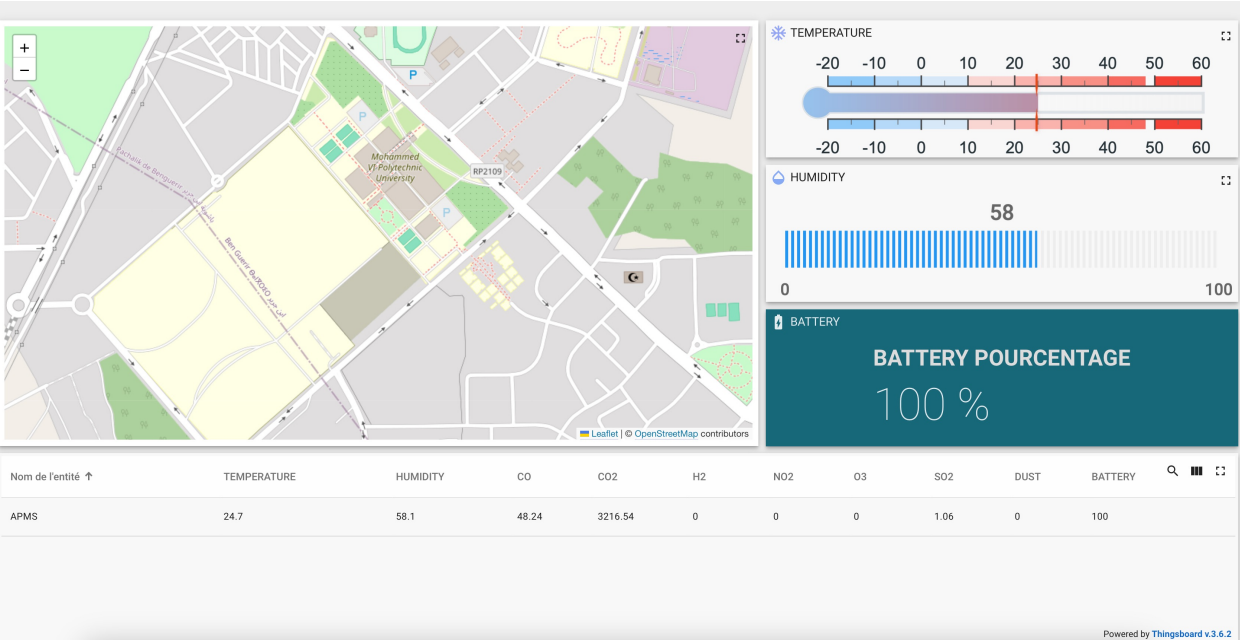 +
−
P
P
P
Mohammed
VI Polytechnic
University
RP2109
Pachalik de Benguerir
Leaflet | © OpenStreetMap contributors
TEMPERATURE
-20 -10 0 10 20 30 40 50 60
-20 -10 0 10 20 30 40 50 60
HUMIDITY
58
0 100
BATTERY
BATTERY POURCENTAGE
100 %
Nom de l'entité ↑ TEMPERATURE HUMIDITY CO CO2 H2 NO2 O3 SO2 DUST BATTERY
APMS 24.7 58.1 48.24 3216.54 0 0 0 1.06 0 100
Powered by Thingsboard v.3.6.2